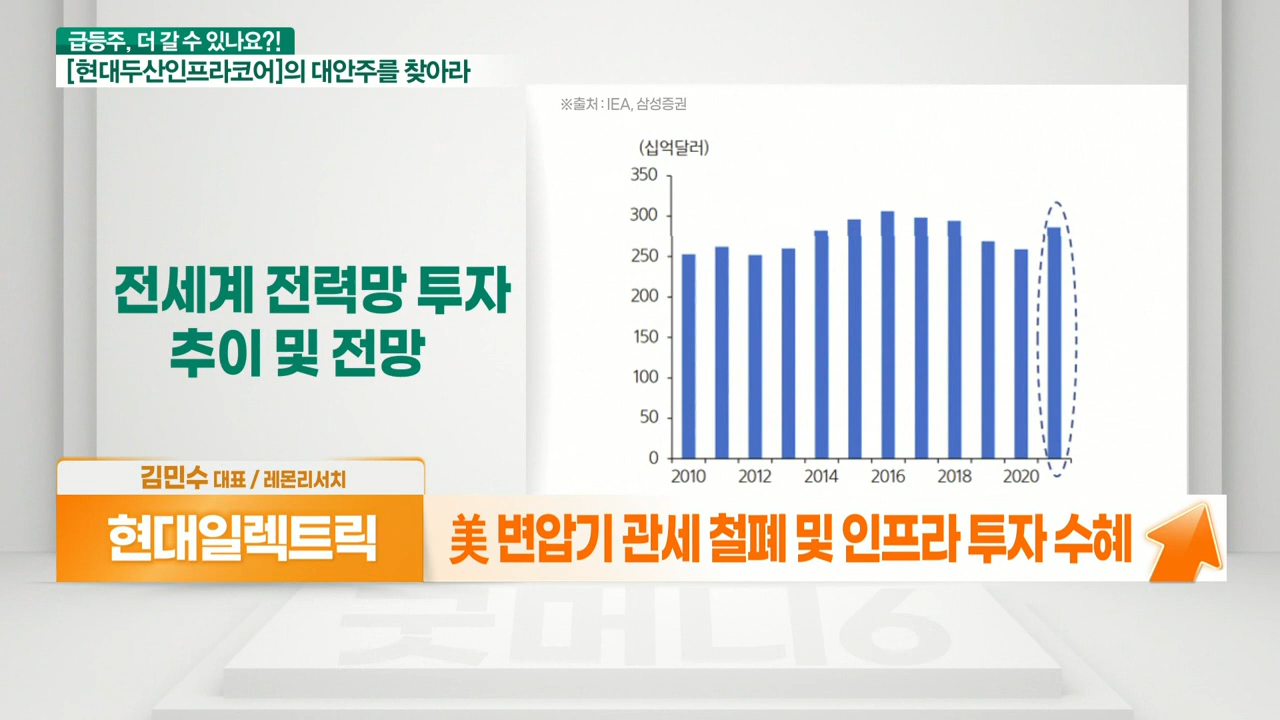 급등주, 더 갈 수 있나요?!
[현대두산인프라코어]의 대안주를 찾아라
※출처 : IEA, 삼성증권
(십억달러)
350
300
250
200
150
100
50
0
2010 2012 2014 2016 2018 2020
전세계 전력망 투자
추이 및 전망
김민수 대표 / 레몬리서치
현대일렉트릭
美 변압기 관세 철폐 및 인프라 투자 수혜
굿머니6